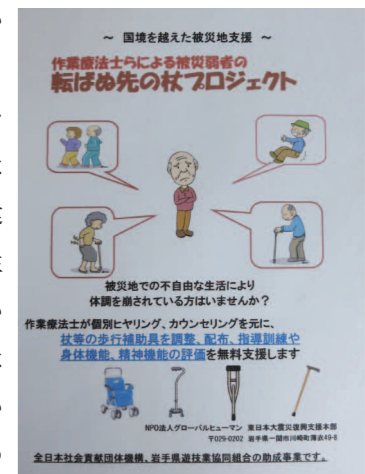 ～ 国境を越えた被災地支援 ～
作業療法士らによる被災弱者の
転ばぬ先の杖プロジェクト
被災地での不自由な生活により
体調を崩されている方はいませんか？
作業療法士が個別ヒヤリング、カウンセリングを元に、
杖等の歩行補助具を調整、配布、指導訓練や
身体機能、精神機能の評価を無料支援します
NPO法人グローバルヒューマン 東日本大震災復興支援本部
〒029-0202 岩手県一関市川崎町薄衣49-8
全日本社会貢献団体機構、岩手県遊技業協同組合の助成事業です。